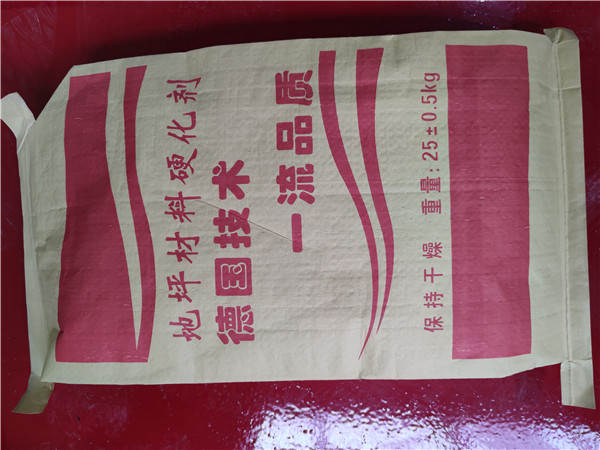 地坪材料硬化剂
德国技术
一流品质
保持干燥 重量：25±0.5kg